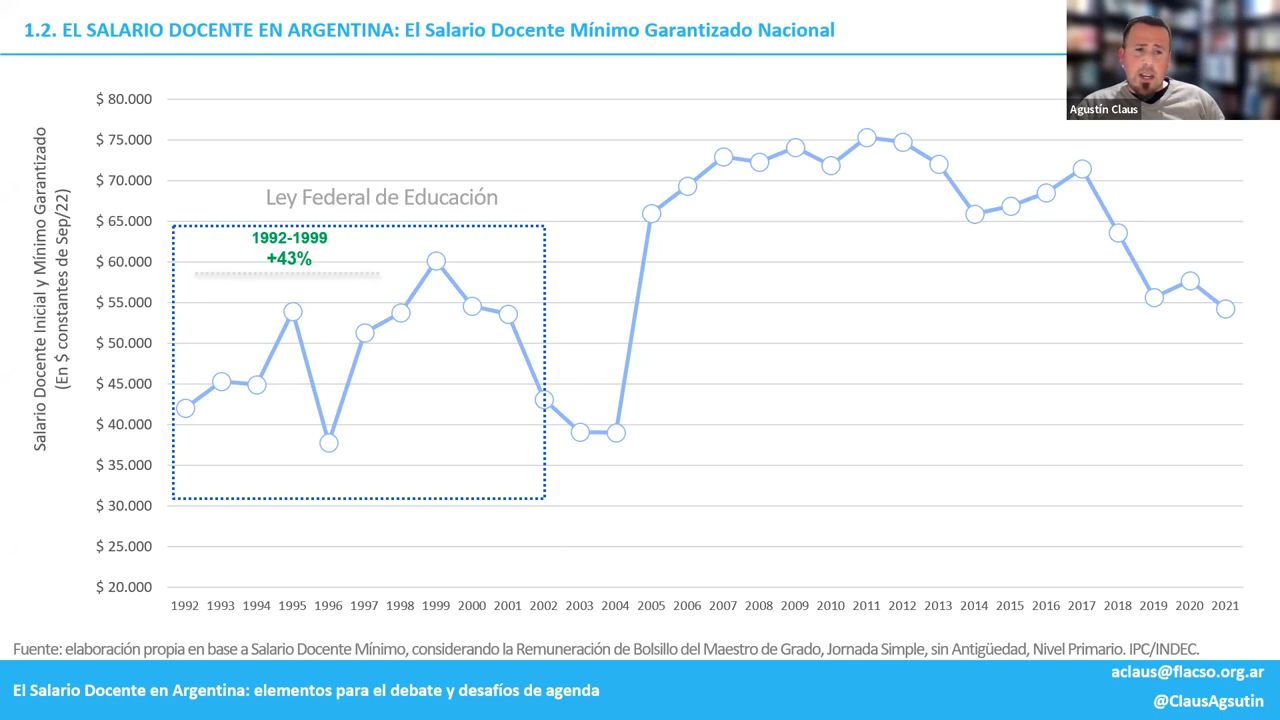 1.2. EL SALARIO DOCENTE EN ARGENTINA: El Salario Docente Mínimo Garantizado Nacional
Agustín Claus
Salario Docente Inicial y Mínimo Garantizado
(En $ constantes de Sep/22)
$ 80.000
$ 75.000
$ 70.000
$ 65.000
$ 60.000
$ 55.000
$ 50.000
$ 45.000
$ 40.000
$ 35.000
$ 30.000
$ 25.000
$ 20.000
Ley Federal de Educación
1992-1999
+43%
1992 1993 1994 1995 1996 1997 1998 1999 2000 2001 2002 2003 2004 2005 2006 2007 2008 2009 2010 2011 2012 2013 2014 2015 2016 2017 2018 2019 2020 2021
Fuente: elaboración propia en base a Salario Docente Mínimo, considerando la Remuneración de Bolsillo del Maestro de Grado, Jornada Simple, sin Antigüedad, Nivel Primario. IPC/INDEC.
El Salario Docente en Argentina: elementos para el debate y desafíos de agenda
aclaus@flacso.org.ar
@ClausAgsutin